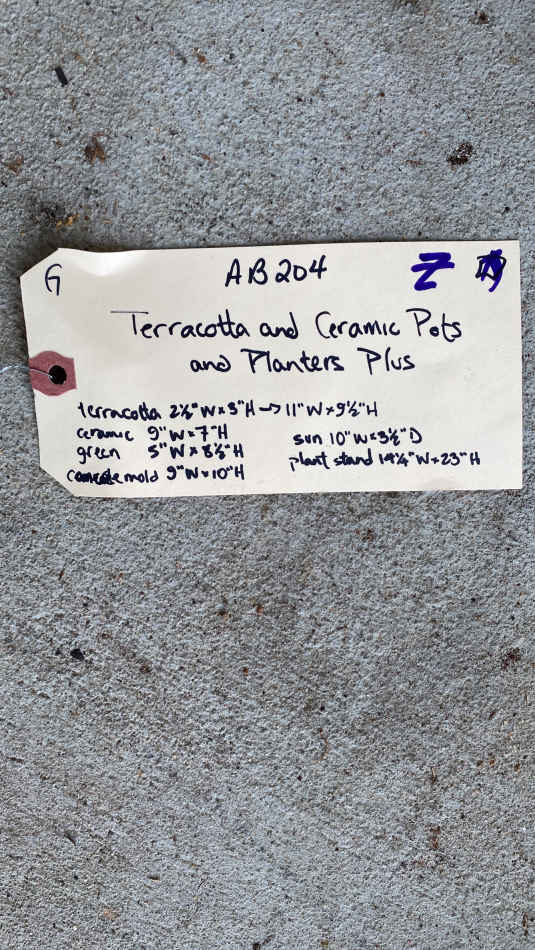 G AB204 Z
Terracotta and Ceramic Pots
and Planters Plus
terracotta 2½"W x 3"H → 11"W x 9½"H
ceramic 9"W x 7"H
sun 10"W x 3½"D
green 5"W x 8½"H
plant stand 14¼"W x 23"H
mold 9"W x 10"H